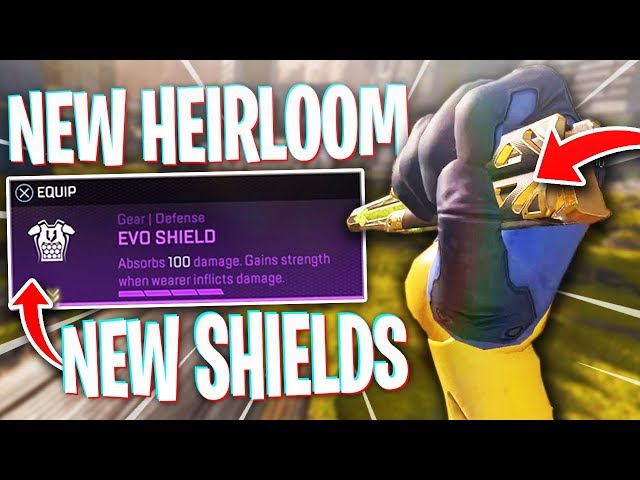 NEW HEIRLOOM
Ⓧ EQUIP
Gear | Defense
EVO SHIELD
Absorbs 100 damage. Gains strength
when wearer inflicts damage.
NEW SHIELDS